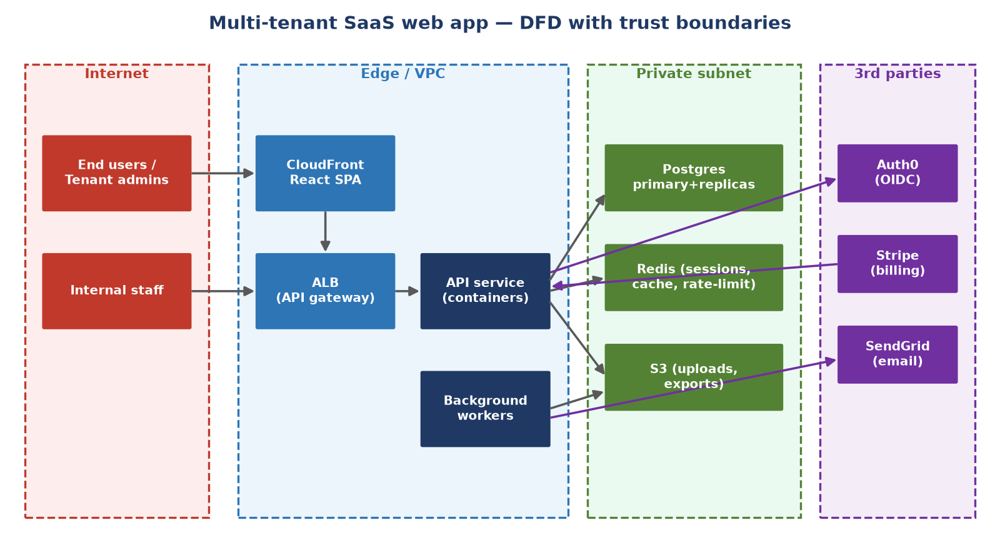 Multi-tenant SaaS web app — DFD with trust boundaries
Internet
End users /
Tenant admins
Internal staff
Edge / VPC
CloudFront
React SPA
ALB
(API gateway)
API service
(containers)
Background
workers
Private subnet
Postgres
primary+replicas
Redis (sessions,
cache, rate-limit)
S3 (uploads,
exports)
3rd parties
Auth0
(OIDC)
Stripe
(billing)
SendGrid
(email)